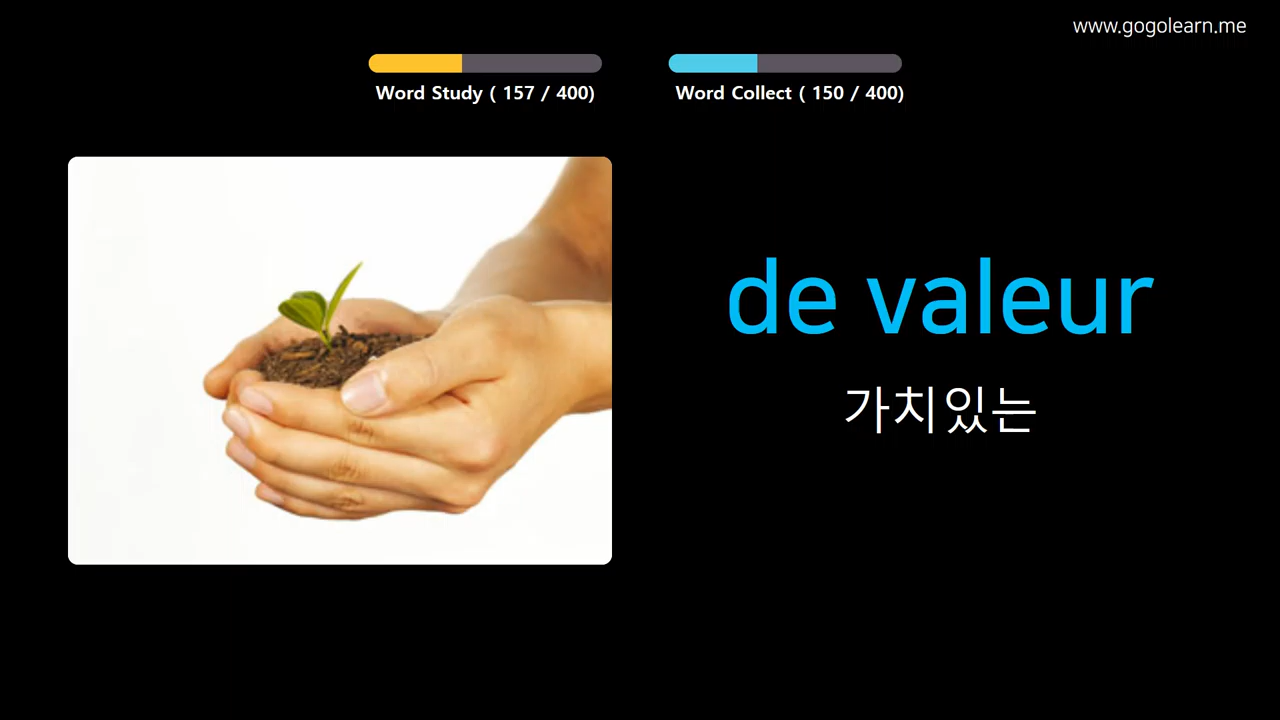 www.gogolearn.me
Word Study ( 157 / 400)
Word Collect ( 150 / 400)
de valeur
가치있는